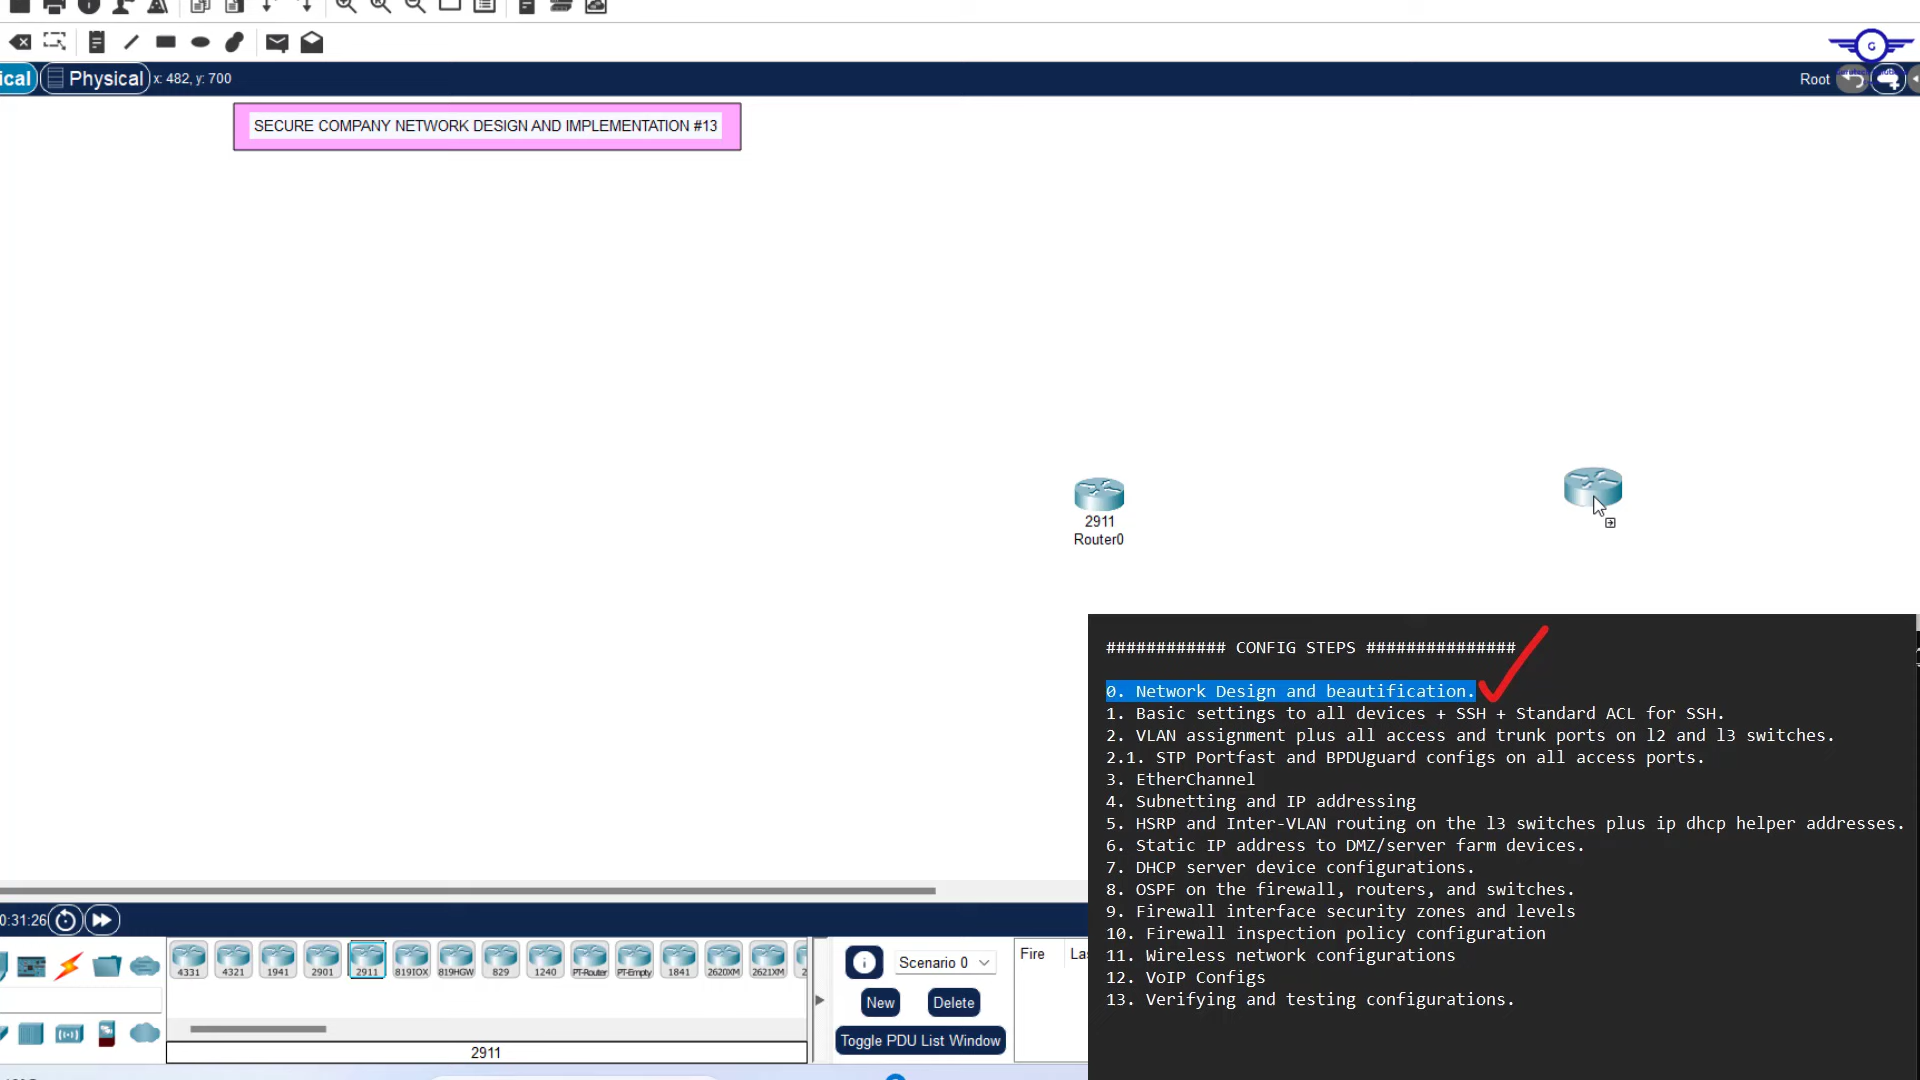 ical
Physical
x: 482, y: 700
G
Root
SECURE COMPANY NETWORK DESIGN AND IMPLEMENTATION #13
2911
Router0
############ CONFIG STEPS ###############
0. Network Design and beautification.
1. Basic settings to all devices + SSH + Standard ACL for SSH.
2. VLAN assignment plus all access and trunk ports on l2 and l3 switches.
2.1. STP Portfast and BPDUguard configs on all access ports.
3. EtherChannel
4. Subnetting and IP addressing
5. HSRP and Inter-VLAN routing on the l3 switches plus ip dhcp helper addresses.
6. Static IP address to DMZ/server farm devices.
7. DHCP server device configurations.
8. OSPF on the firewall, routers, and switches.
9. Firewall interface security zones and levels
10. Firewall inspection policy configuration
11. Wireless network configurations
12. VoIP Configs
13. Verifying and testing configurations.
0:31:26
4331 4321 1941 2901 2911 819IOX 819HGW 829 1240 PT-Router PT-Empty 1841 2620XM 2621XM 2
2911
Scenario 0
New
Delete
Toggle PDU List Window
Fire
La